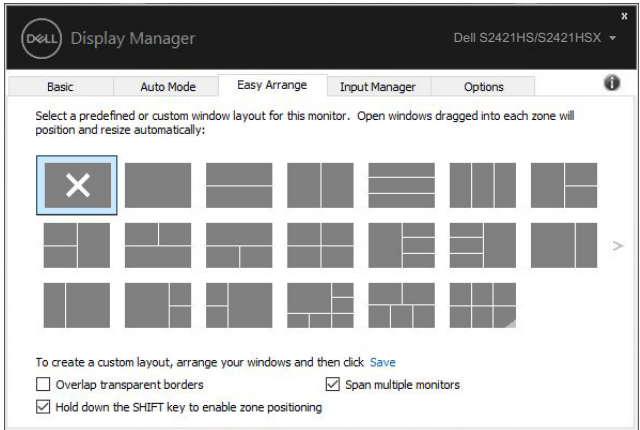 DELL Display Manager
x
Dell S2421HS/S2421HSX
Basic Auto Mode Easy Arrange Input Manager Options
Select a predefined or custom window layout for this monitor. Open windows dragged into each zone will
position and resize automatically:
>
To create a custom layout, arrange your windows and then click Save
Overlap transparent borders Span multiple monitors
Hold down the SHIFT key to enable zone positioning